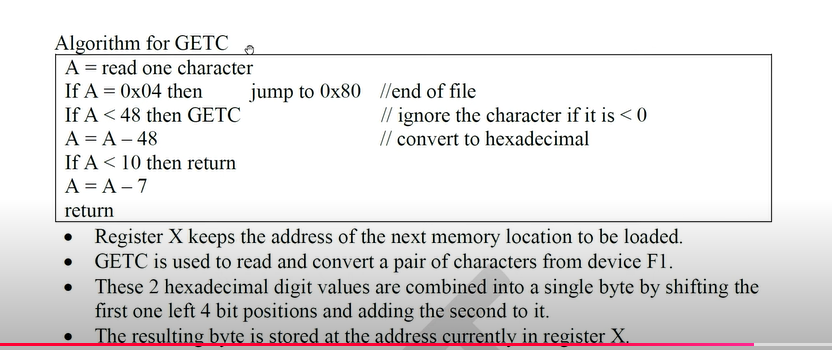 Algorithm for GETC
A = read one character
If A = 0x04 then jump to 0x80 //end of file
If A < 48 then GETC // ignore the character if it is < 0
A = A – 48 // convert to hexadecimal
If A < 10 then return
A = A – 7
return
• Register X keeps the address of the next memory location to be loaded.
• GETC is used to read and convert a pair of characters from device F1.
• These 2 hexadecimal digit values are combined into a single byte by shifting the
first one left 4 bit positions and adding the second to it.
• The resulting byte is stored at the address currently in register X.